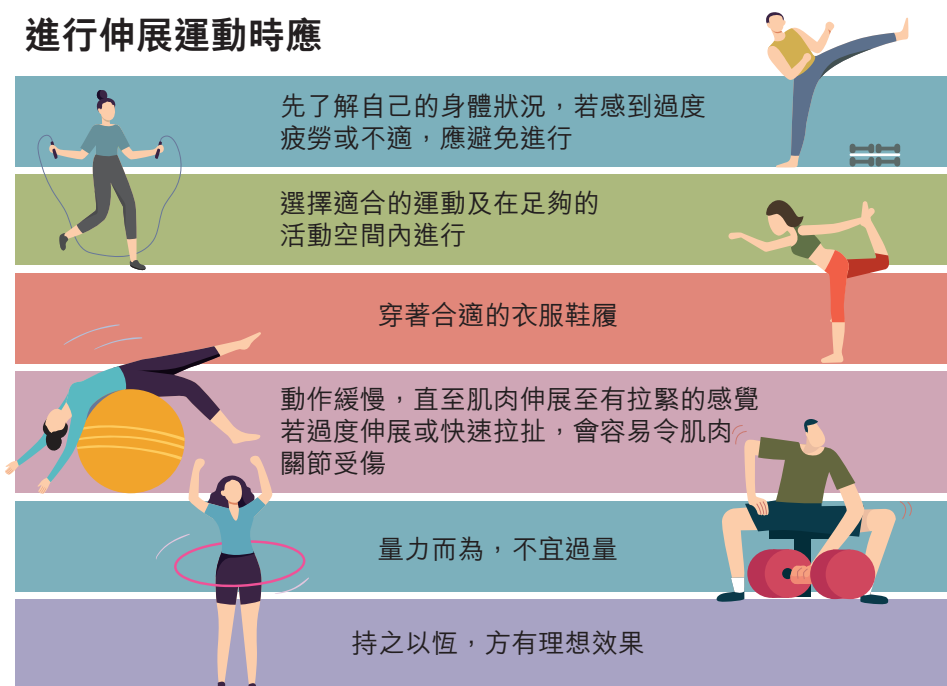 進行伸展運動時應
先了解自己的身體狀況，若感到過度
疲勞或不適，應避免進行
選擇適合的運動及在足夠的
活動空間內進行
穿著合適的衣服鞋履
動作緩慢，直至肌肉伸展至有拉緊的感覺
若過度伸展或快速拉扯，會容易令肌肉
關節受傷
量力而為，不宜過量
持之以恆，方有理想效果